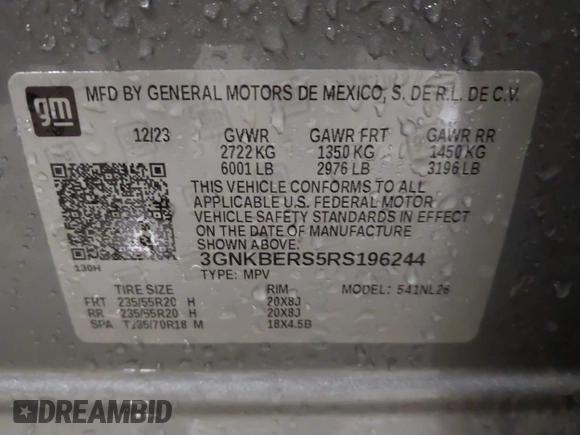 gm
MFD BY GENERAL MOTORS DE MEXICO, S. DE R.L. DE C.V.
12/23 GVWR GAWR FRT GAWR RR
2722 KG 1350 KG 1450 KG
6001 LB 2976 LB 3196 LB
THIS VEHICLE CONFORMS TO ALL
APPLICABLE U.S. FEDERAL MOTOR
VEHICLE SAFETY STANDARDS IN EFFECT
ON THE DATE OF MANUFACTURE
SHOWN ABOVE.
130H
3GNKBERS5RS196244
TYPE: MPV MODEL: 541NL26
TIRE SIZE RIM
FRT 235/55R20 H 20X8J
RR 235/55R20 H 20X8J
SPA T135/70R18 M 18X4.5B
DREAMBID